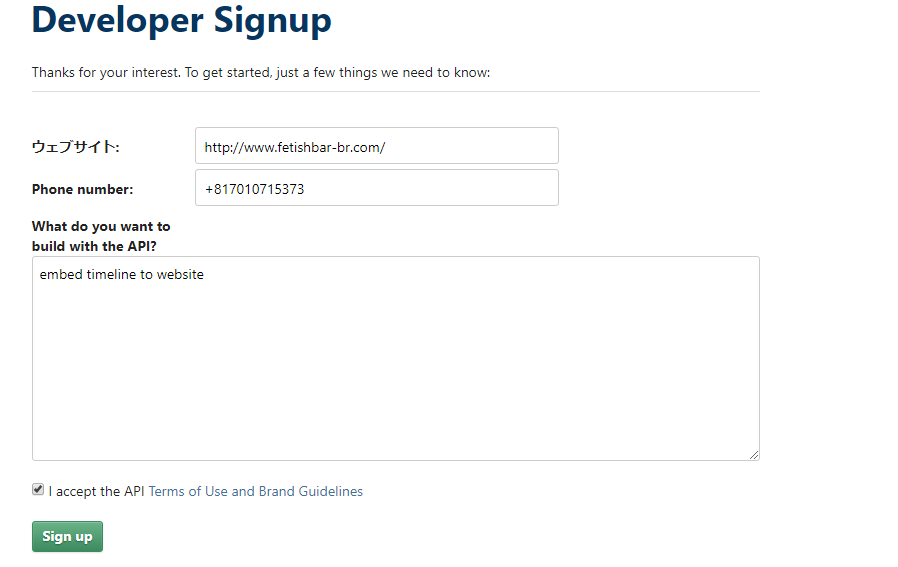 Developer Signup
Thanks for your interest. To get started, just a few things we need to know:
ウェブサイト:
http://www.fetishbar-br.com/
Phone number:
+817010715373
What do you want to
build with the API?
embed timeline to website
I accept the API Terms of Use and Brand Guidelines
Sign up